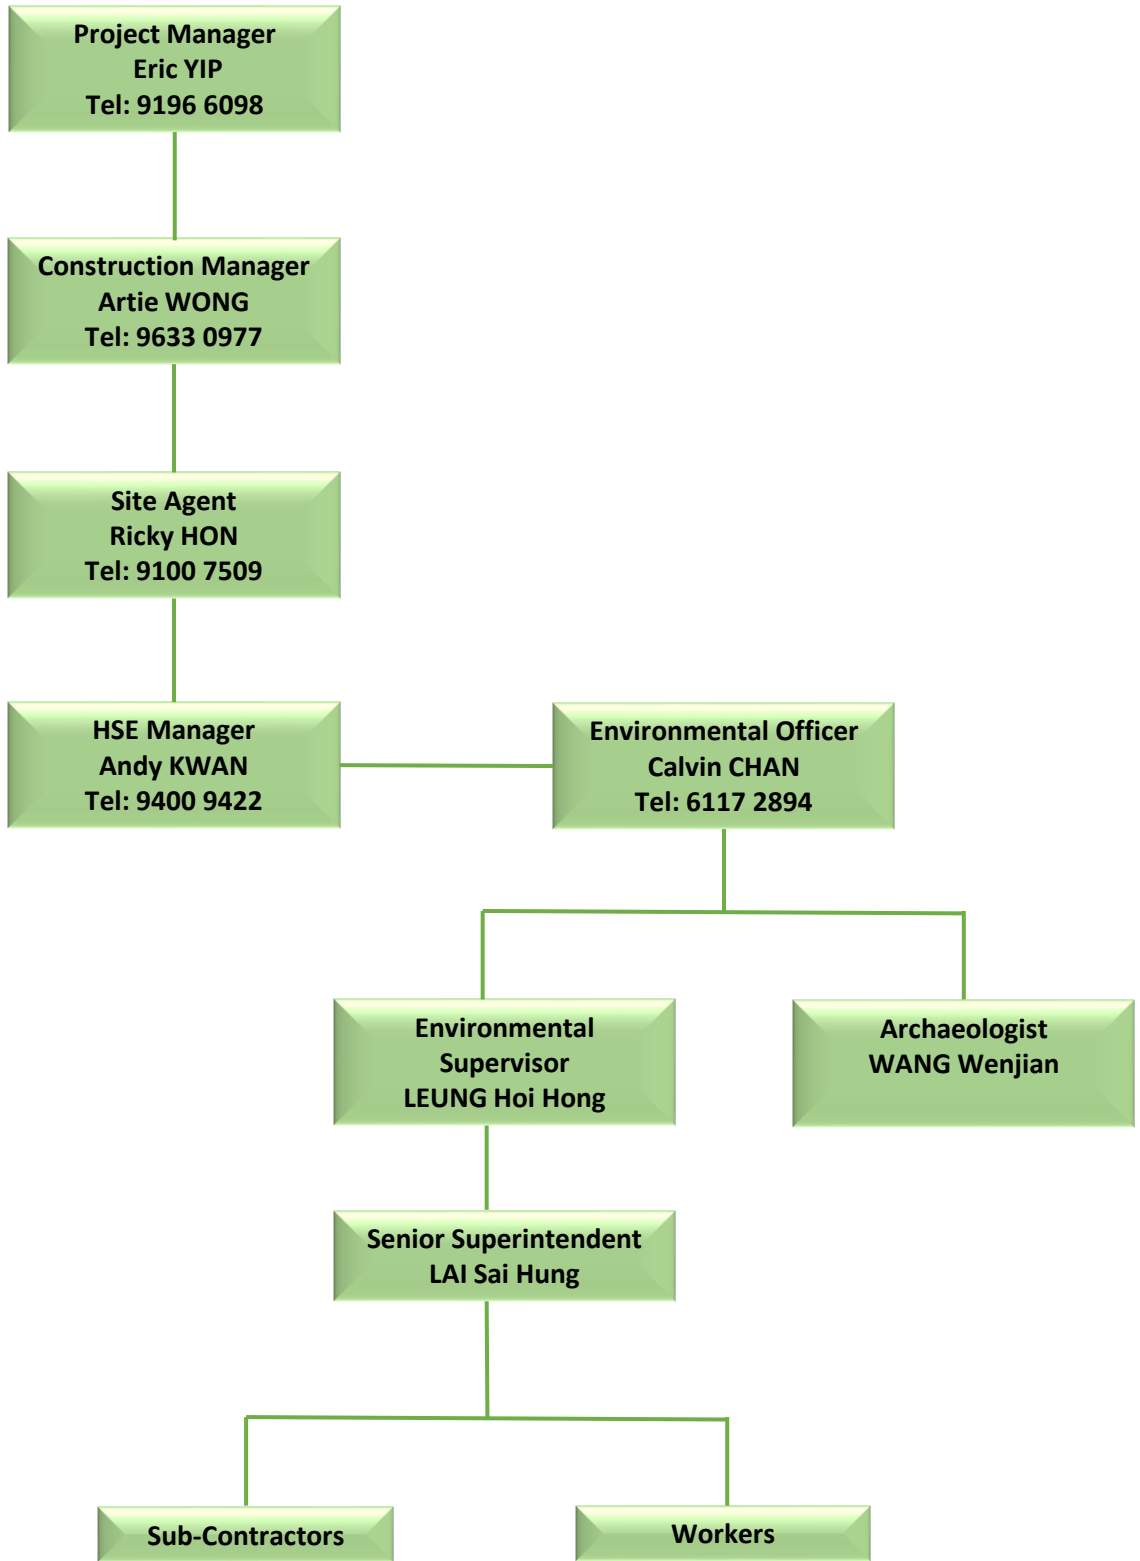 Project Manager
Eric YIP
Tel: 9196 6098
Construction Manager
Artie WONG
Tel: 9633 0977
Site Agent
Ricky HON
Tel: 9100 7509
HSE Manager
Andy KWAN
Tel: 9400 9422
Environmental Officer
Calvin CHAN
Tel: 6117 2894
Environmental
Supervisor
LEUNG Hoi Hong
Archaeologist
WANG Wenjian
Senior Superintendent
LAI Sai Hung
Sub-Contractors
Workers